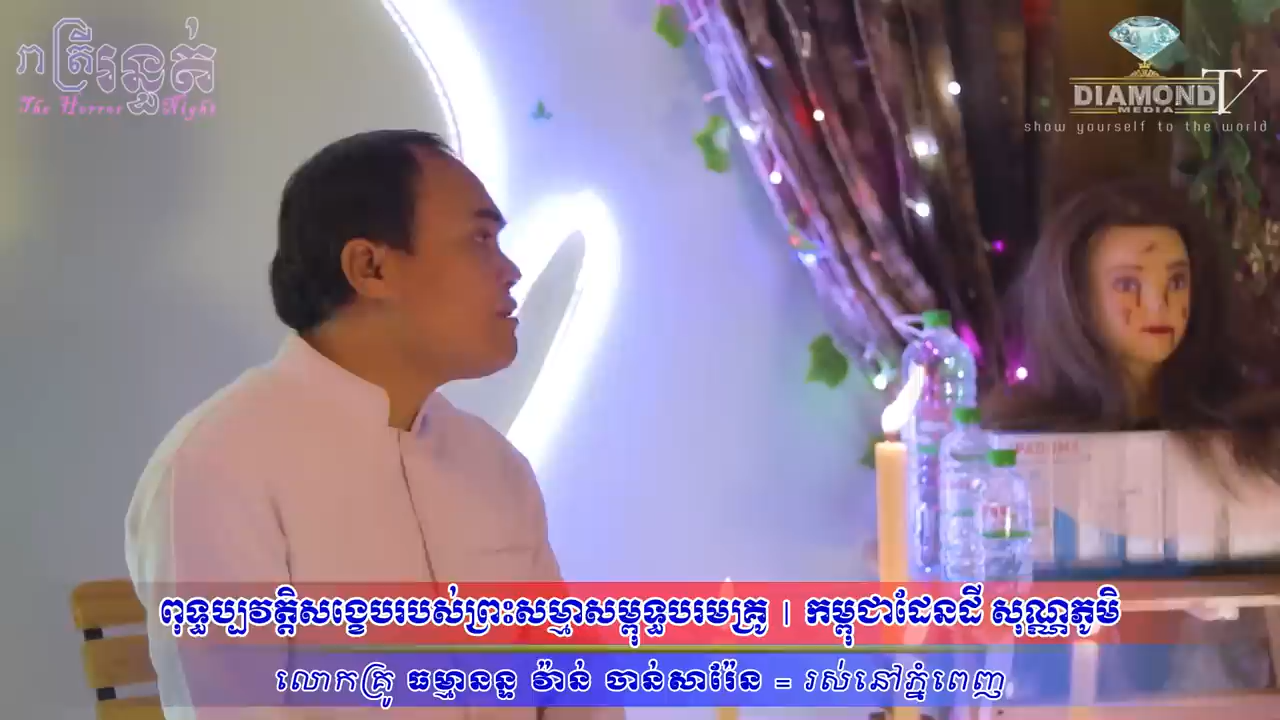 រាត្រីរន្ធត់
The Horror Night
DIAMOND TV
MEDIA
show yourself to the world
PADOMA
ពុទ្ធប្បវត្តិសង្ខេបរបស់ព្រះសម្មាសម្ពុទ្ធបរមគ្រូ | កម្ពុជាដែនដី សុណ្ណភូមិ
លោកគ្រូ ធម្មានន្ទ វ៉ាន់ ចាន់សារ៉ែន = រស់នៅភ្នំពេញ